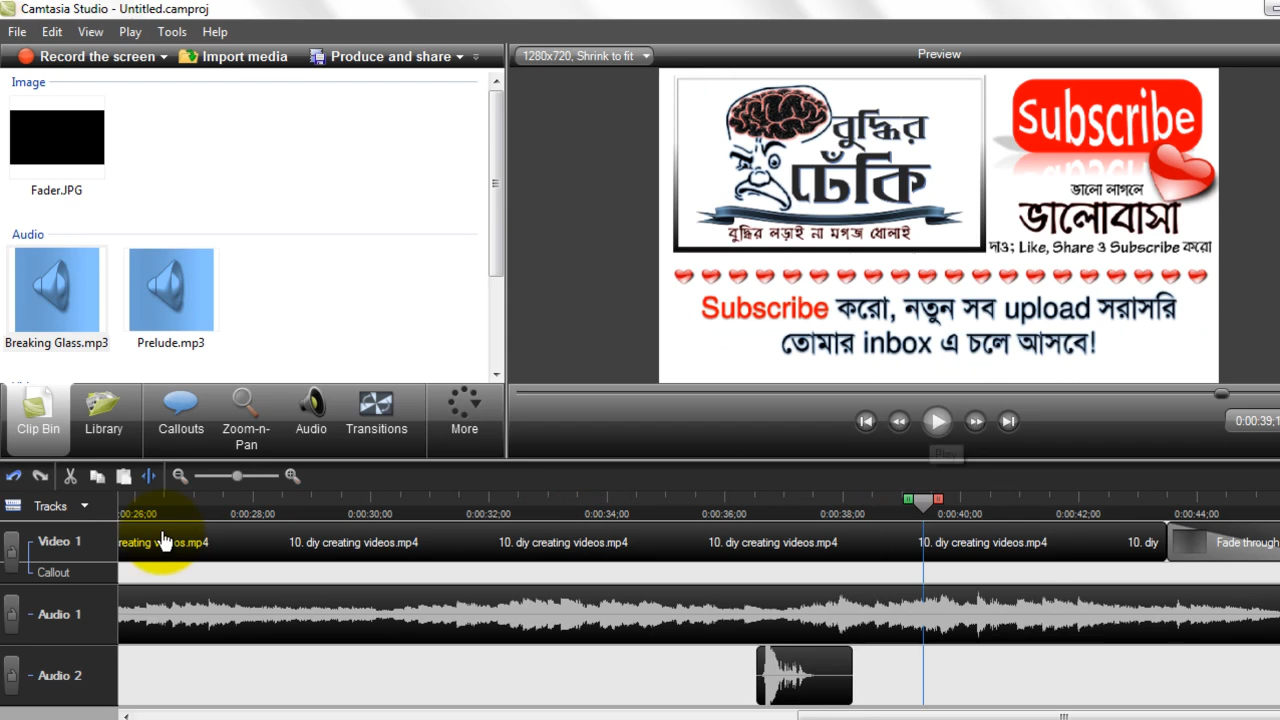 Camtasia Studio - Untitled.camproj
File Edit View Play Tools Help
Record the screen Import media Produce and share
1280x720, Shrink to fit
Preview
Image
Fader.JPG
Audio
Breaking Glass.mp3 Prelude.mp3
বুদ্ধির
ঢেঁকি
বুদ্ধির লড়াই না মগজ ধোলাই
Subscribe
ভালো লাগলে
ভালোবাসা
দাও; Like, Share ও Subscribe করো
Subscribe করো, নতুন সব upload সরাসরি
তোমার inbox এ চলে আসবে!
Clip Bin Library Callouts Zoom-n-Pan Audio Transitions More
Play
0:00:39;1
Tracks
:00:26;00 0:00:28;00 0:00:30;00 0:00:32;00 0:00:34;00 0:00:36;00 0:00:38;00 0:00:40;00 0:00:42;00 0:00:44;00
Video 1
10. diy creating videos.mp4 10. diy creating videos.mp4 10. diy creating videos.mp4 10. diy creating videos.mp4 10. diy Fade through
Callout
Audio 1
Audio 2